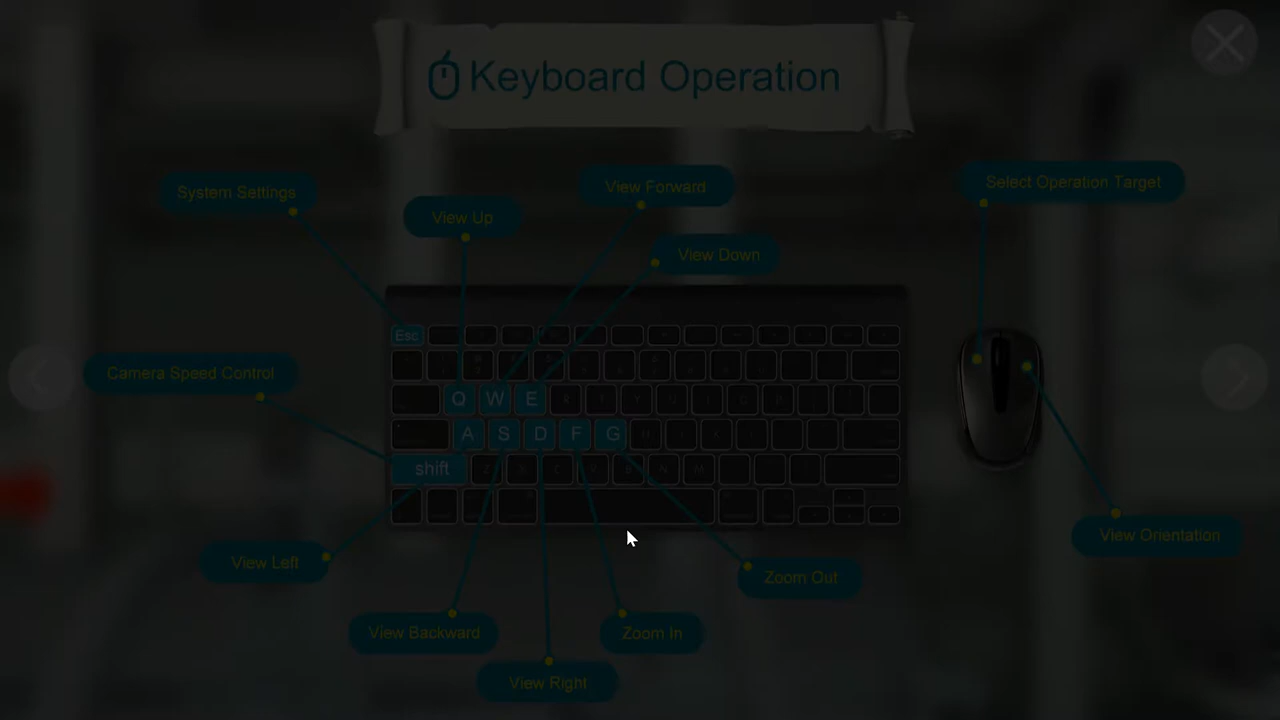 Keyboard Operation
System Settings
View Up
View Forward
View Down
Select Operation Target
Camera Speed Control
Esc
Q W E
A S D F G
shift
View Left
View Backward
View Right
Zoom In
Zoom Out
View Orientation